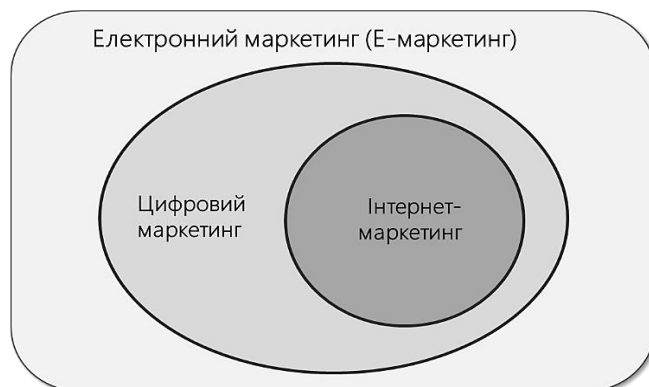 Електронний маркетинг (Е-маркетинг)
Цифровий
маркетинг
Інтернет-
маркетинг